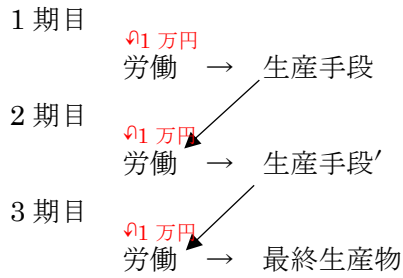 1期目
↶1万円
労働 → 生産手段
2期目
↶1万円
労働 → 生産手段′
3期目
↶1万円
労働 → 最終生産物